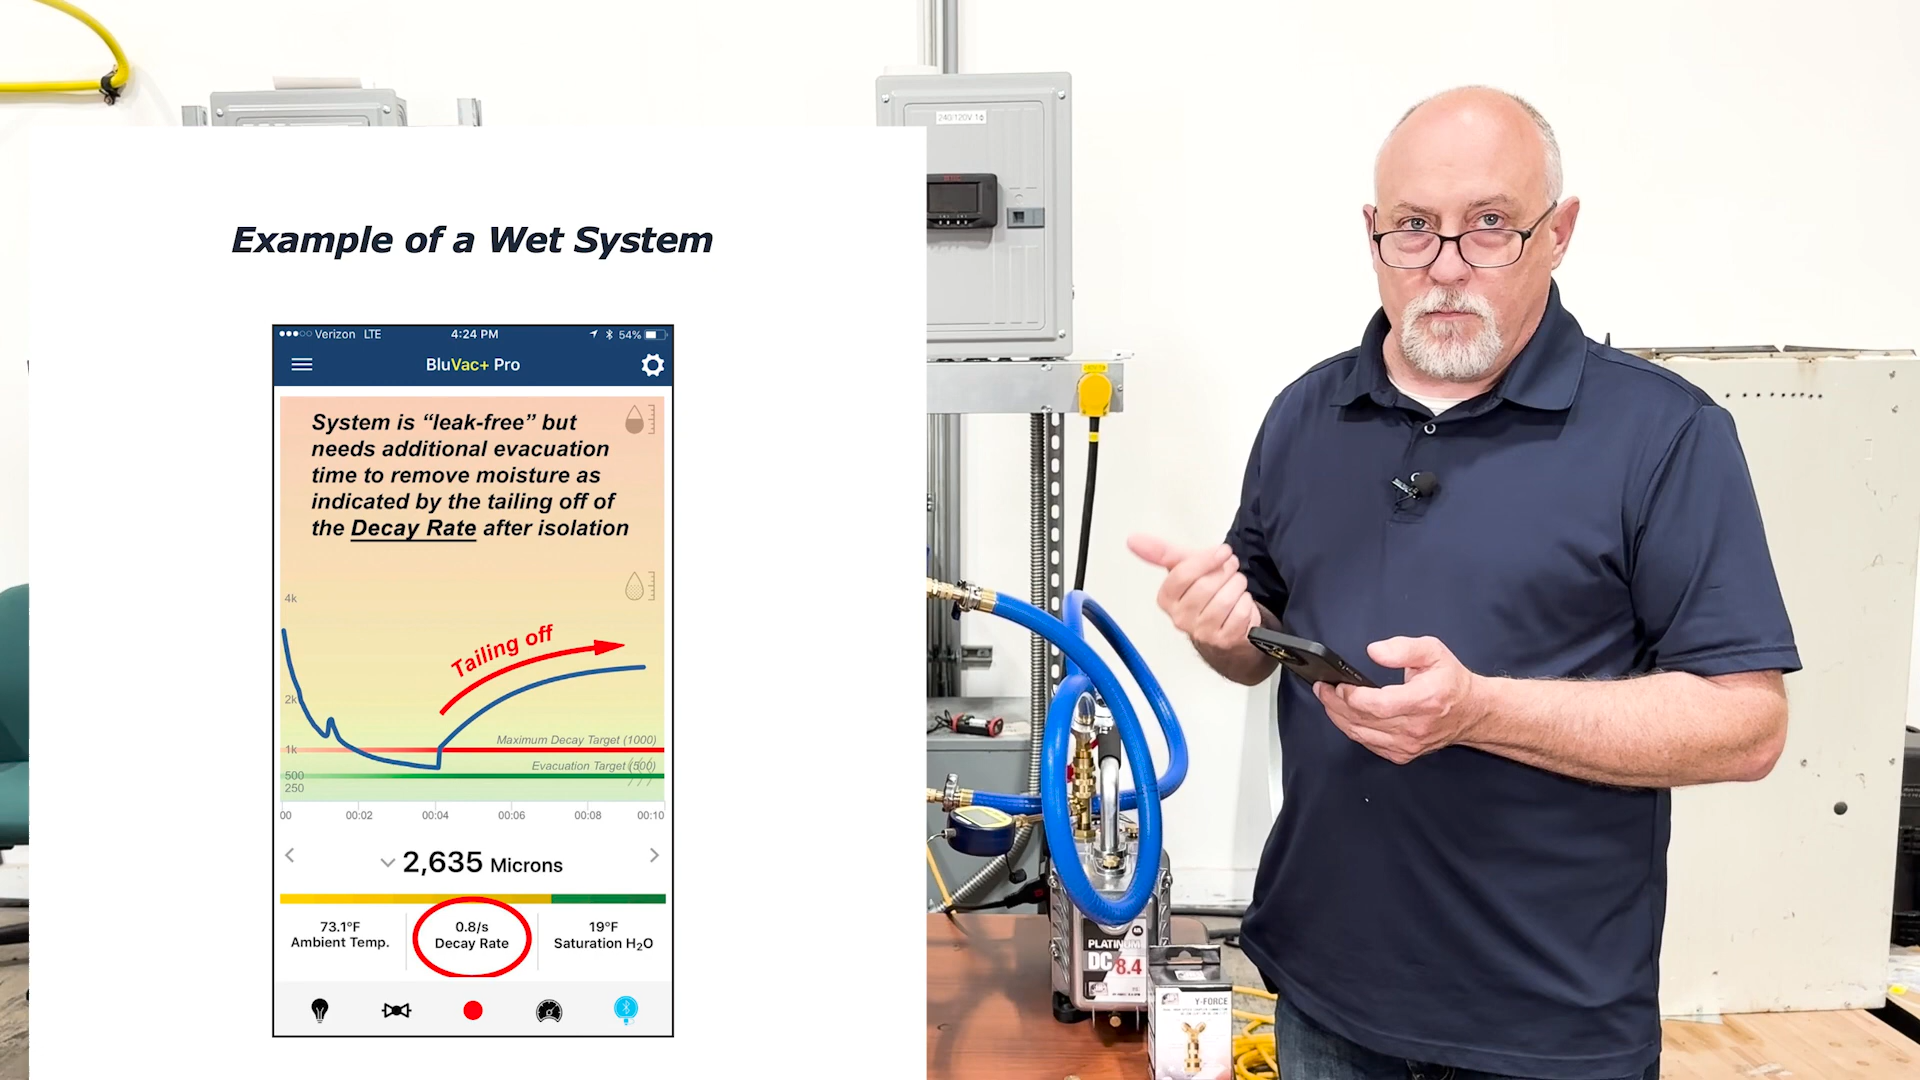 240/120V 1ϕ
Example of a Wet System
Verizon LTE
4:24 PM
54%
BluVac+ Pro
System is “leak-free” but
needs additional evacuation
time to remove moisture as
indicated by the tailing off of
the Decay Rate after isolation
4k
Tailing off
2k
Maximum Decay Target (1000)
1k
Evacuation Target (500)
500
250
00
00:02
00:04
00:06
00:08
00:10
2,635 Microns
73.1°F
Ambient Temp.
0.8/s
Decay Rate
19°F
Saturation H₂O
PLATINUM
DC 8.4
Y-FORCE